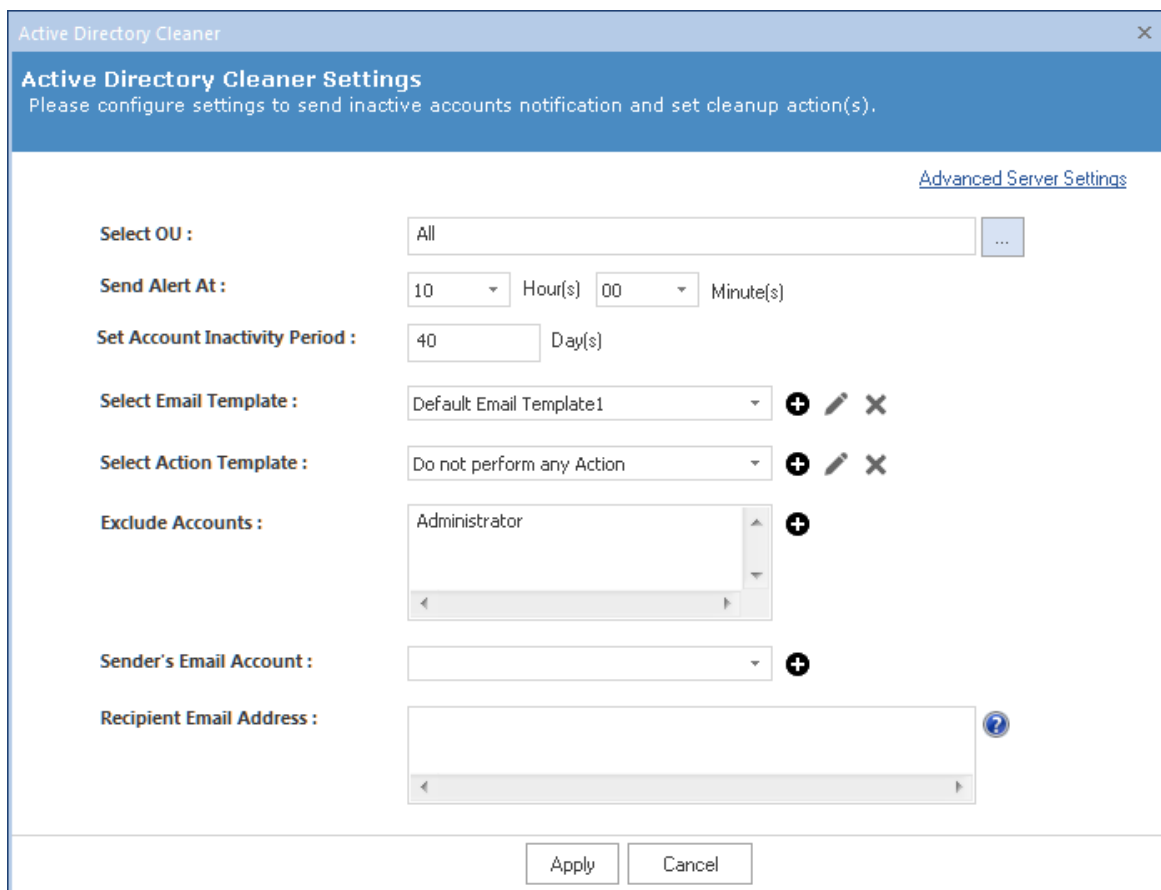 Active Directory Cleaner
Active Directory Cleaner Settings
Please configure settings to send inactive accounts notification and set cleanup action(s).
Advanced Server Settings
Select OU : All ...
Send Alert At : 10 Hour(s) 00 Minute(s)
Set Account Inactivity Period : 40 Day(s)
Select Email Template : Default Email Template1
Select Action Template : Do not perform any Action
Exclude Accounts : Administrator
Sender's Email Account :
Recipient Email Address : ?
Apply Cancel